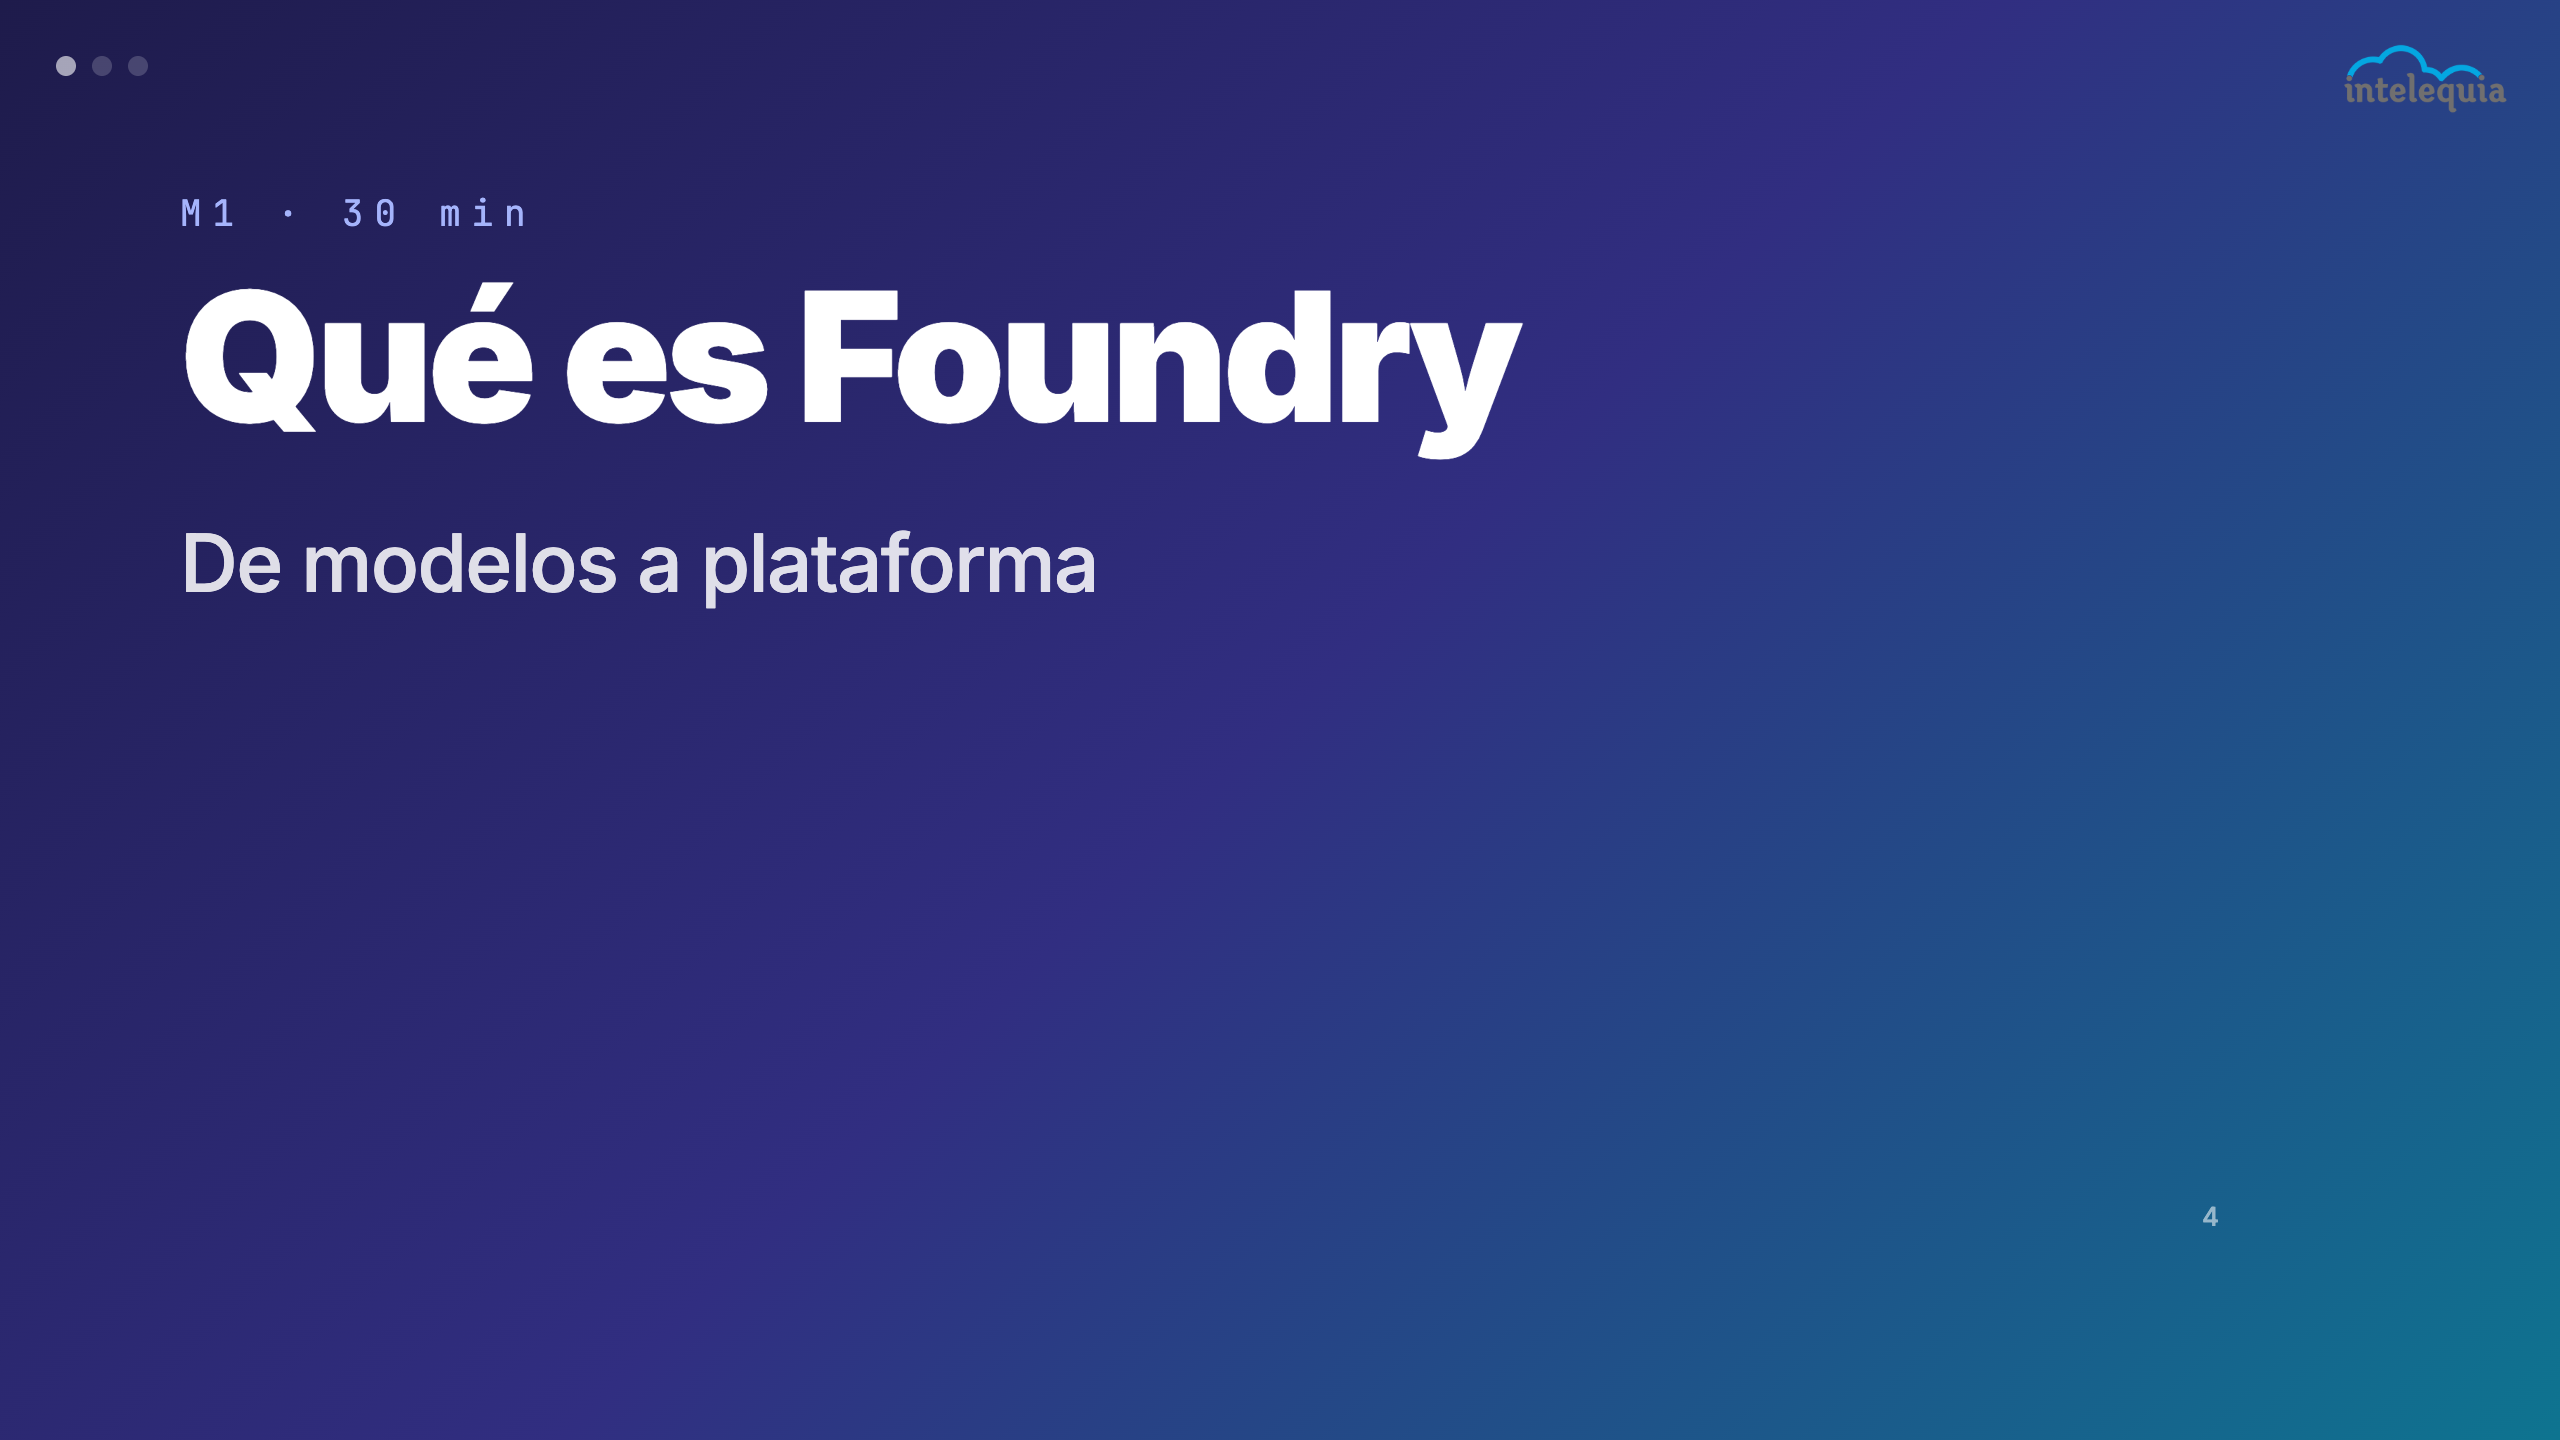 intelequia
M1 · 30 min
Qué es Foundry
De modelos a plataforma
4